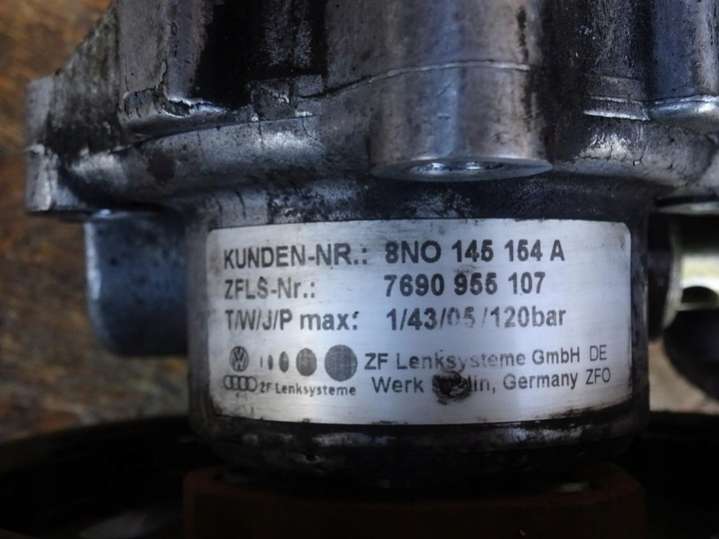 KUNDEN-NR.: 8N0 145 154 A
ZFLS-Nr.: 7690 955 107
T/W/J/P max: 1/43/05/120bar
ZF Lenksysteme GmbH DE
ZF Lenksysteme Werk Germany ZFO